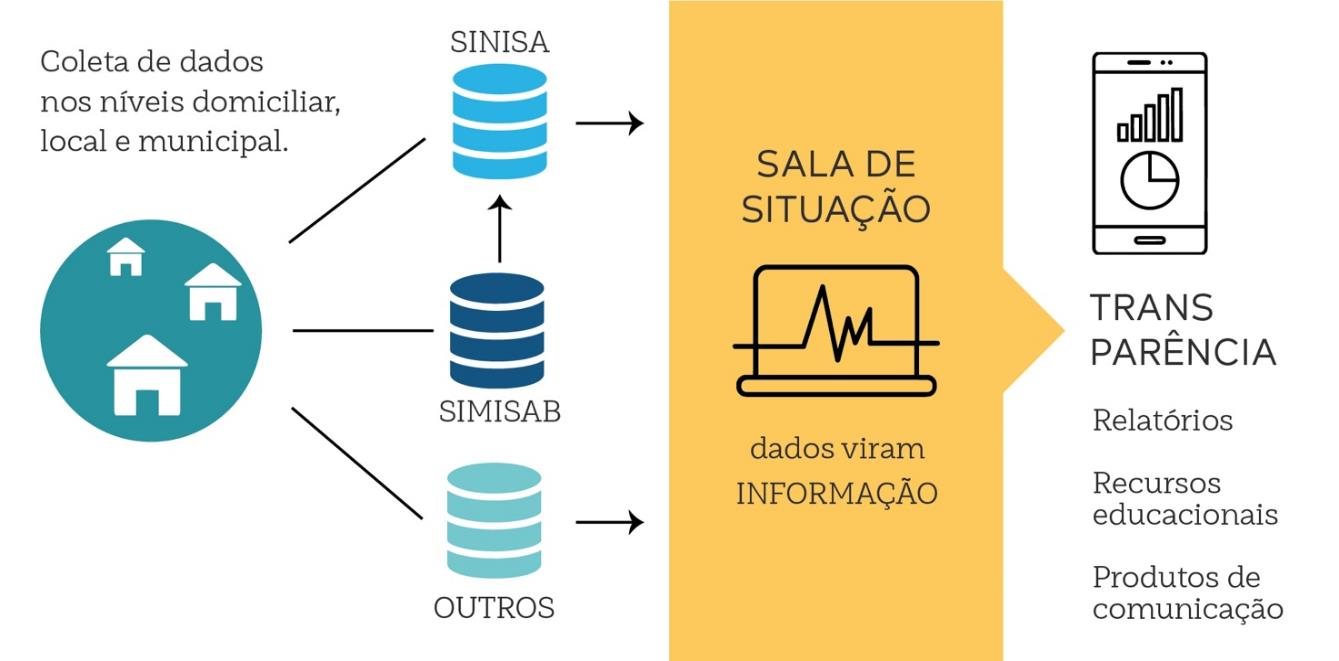 Coleta de dados
nos níveis domiciliar,
local e municipal.
SINISA
SIMISAB
OUTROS
SALA DE
SITUAÇÃO
dados viram
INFORMAÇÃO
TRANS
PARÊNCIA
Relatórios
Recursos
educacionais
Produtos de
comunicação